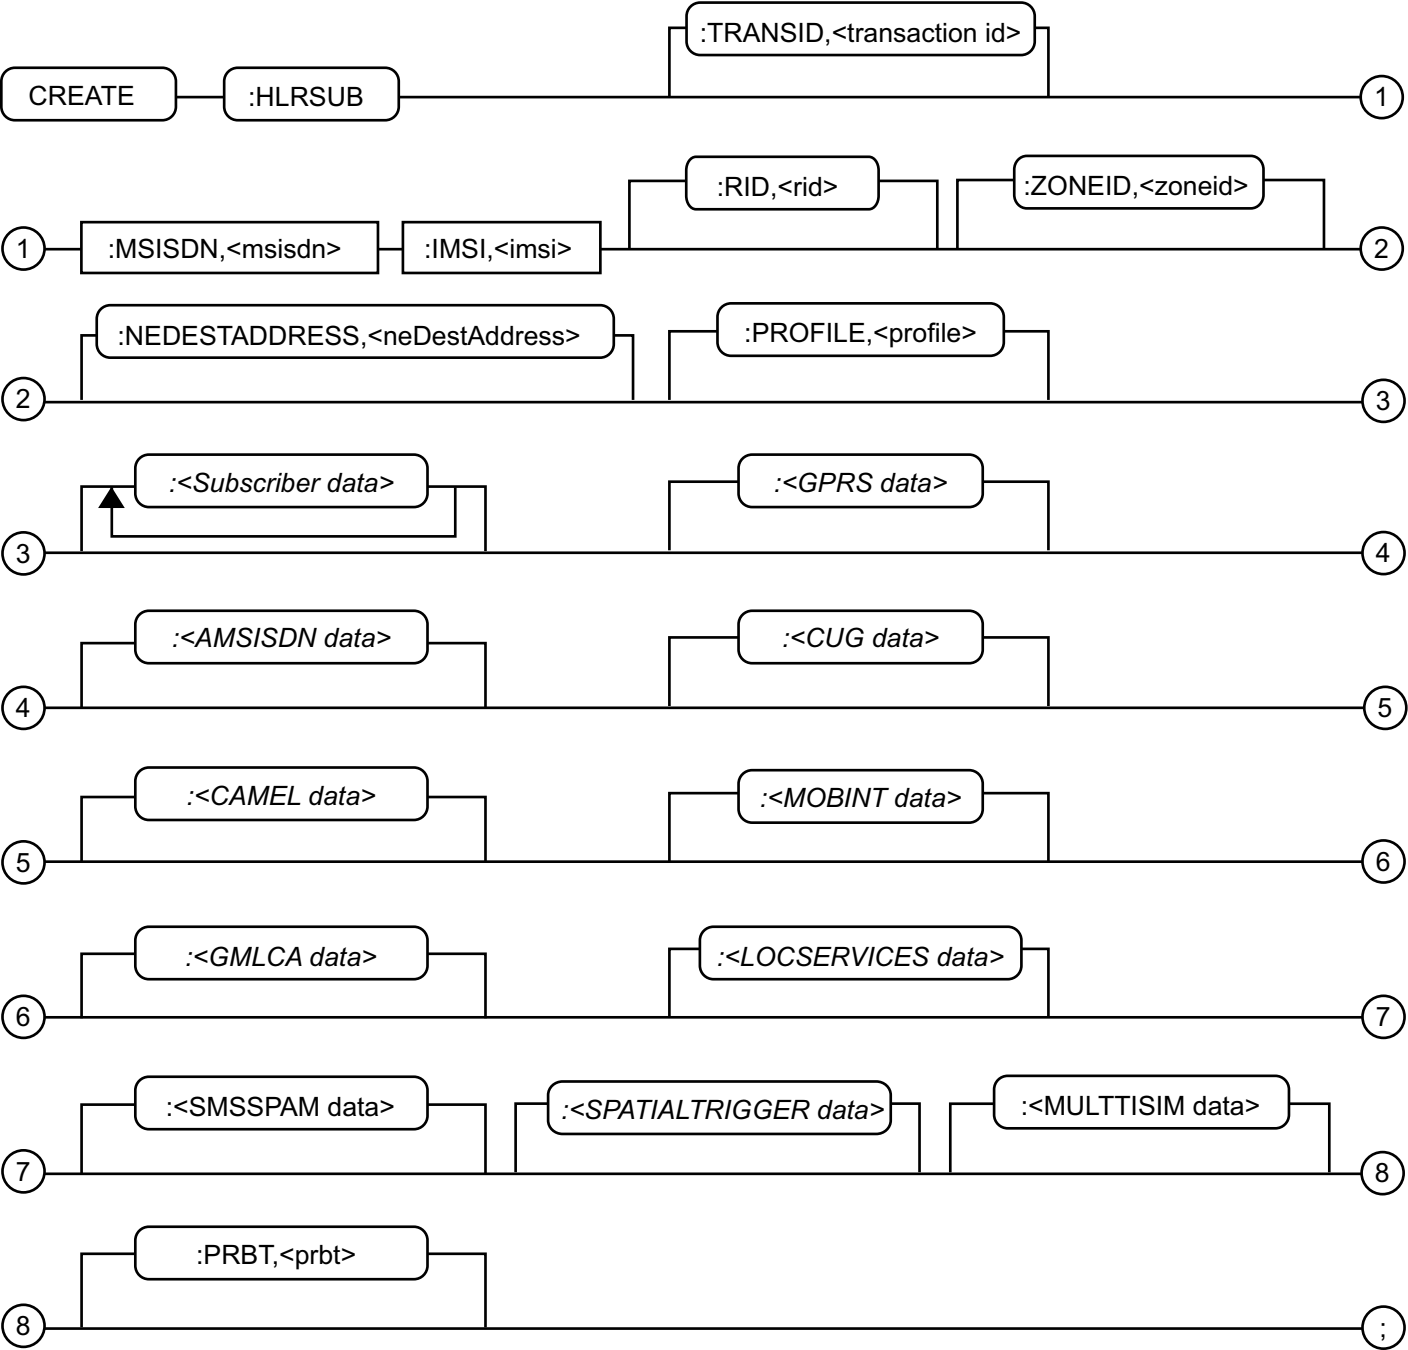 :TRANSID,<transaction id>
CREATE :HLRSUB 1
:RID,<rid> :ZONEID,<zoneid>
1 :MSISDN,<msisdn> :IMSI,<imsi> 2
:NEDESTADDRESS,<neDestAddress> :PROFILE,<profile>
2 3
:<Subscriber data> :<GPRS data>
3 4
:<AMSISDN data> :<CUG data>
4 5
:<CAMEL data> :<MOBINT data>
5 6
:<GMLCA data> :<LOCSERVICES data>
6 7
:<SMSSPAM data> :<SPATIALTRIGGER data> :<MULTTISIM data>
7 8
:PRBT,<prbt>
8 ;